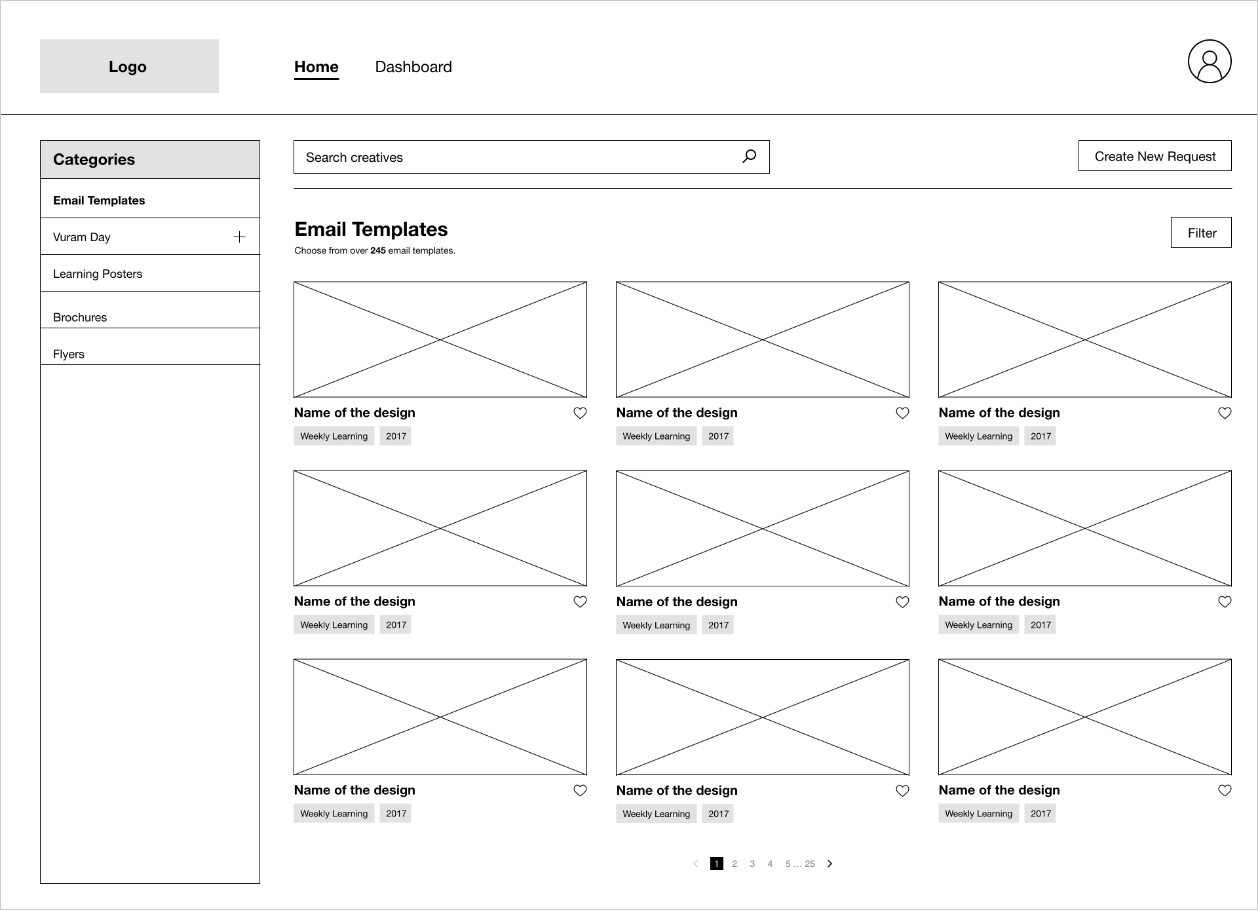 Logo
Home Dashboard
Categories
Email Templates
Vuram Day
Learning Posters
Brochures
Flyers
Search creatives
Create New Request
Email Templates
Choose from over 245 email templates.
Filter
Name of the design
Weekly Learning 2017
Name of the design
Weekly Learning 2017
Name of the design
Weekly Learning 2017
Name of the design
Weekly Learning 2017
Name of the design
Weekly Learning 2017
Name of the design
Weekly Learning 2017
Name of the design
Weekly Learning 2017
Name of the design
Weekly Learning 2017
Name of the design
Weekly Learning 2017
1 2 3 4 5 ... 25